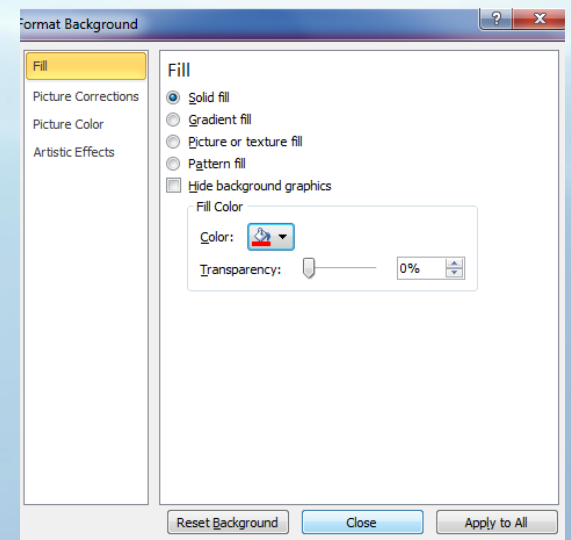 Format Background
?
X
Fill
Picture Corrections
Picture Color
Artistic Effects
Fill
Solid fill
Gradient fill
Picture or texture fill
Pattern fill
Hide background graphics
Fill Color
Color:
Transparency:
0%
Reset Background
Close
Apply to All